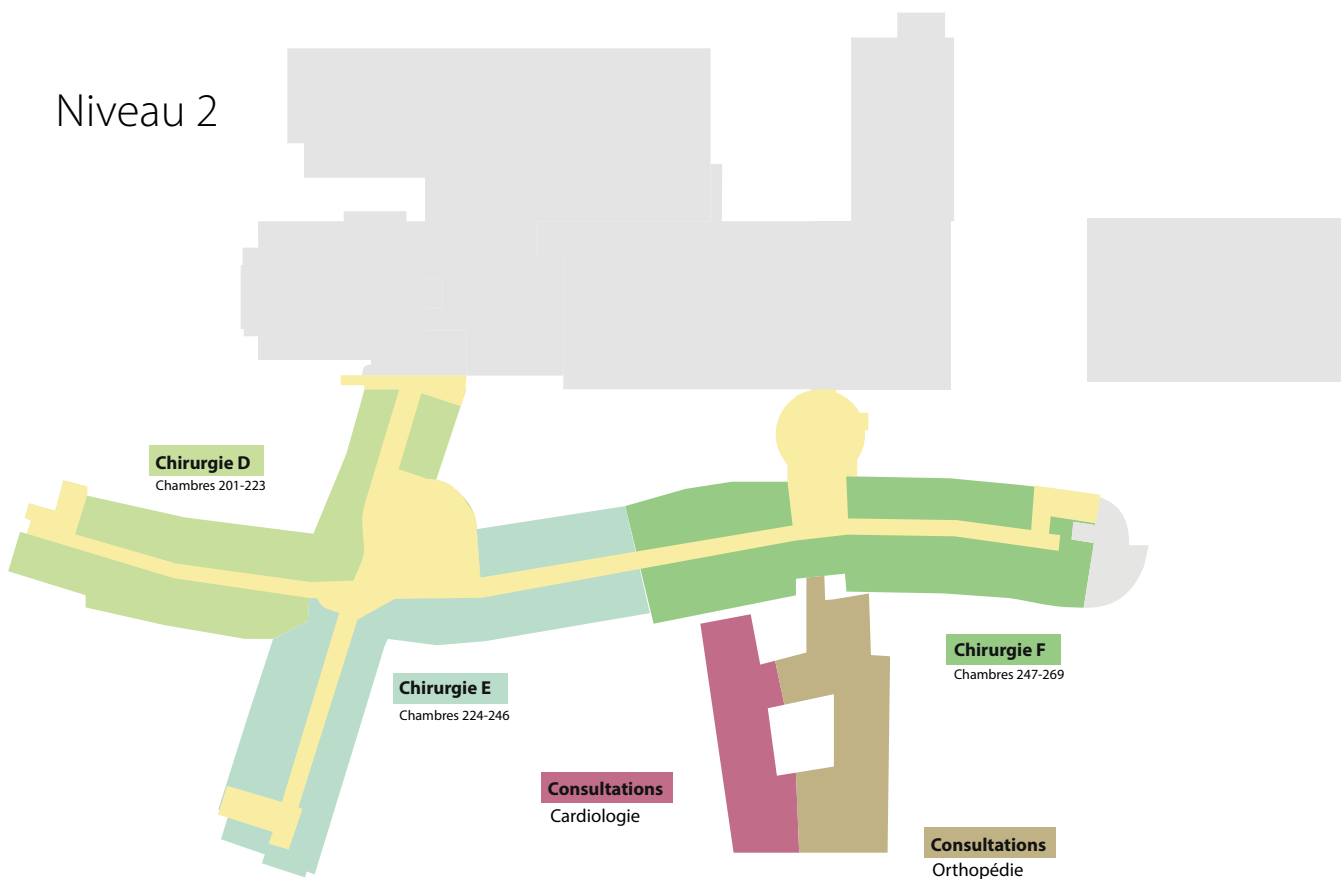 Niveau 2
Chirurgie D
Chambres 201-223
Chirurgie E
Chambres 224-246
Chirurgie F
Chambres 247-269
Consultations
Cardiologie
Consultations
Orthopédie